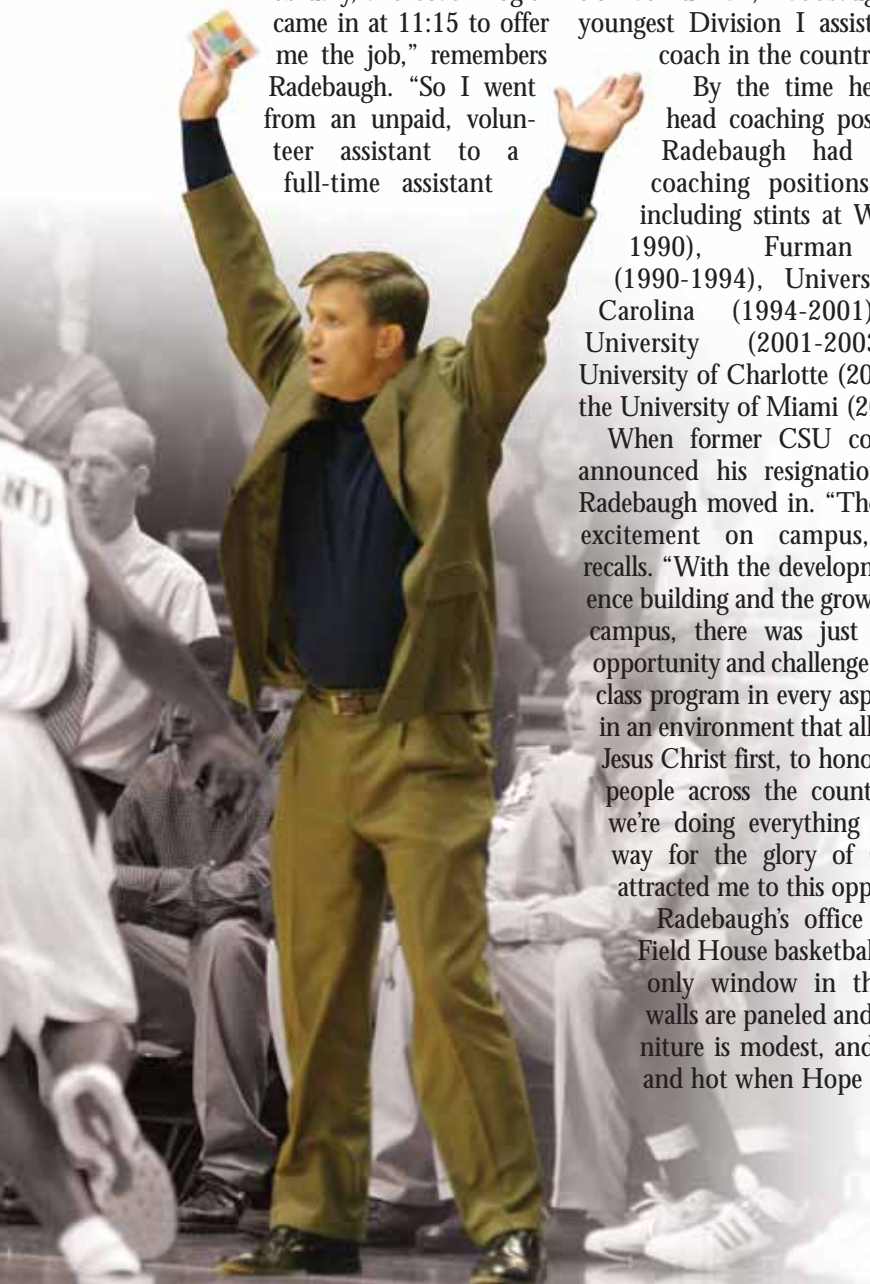 came in at 11:15 to offer
me the job,” remembers
Radebaugh. “So I went
from an unpaid, volun-
teer assistant to a
full-time assistant
youngest Division I assist
coach in the countr
By the time he
head coaching pos
Radebaugh had
coaching positions
including stints at W
1990), Furman
(1990-1994), Univers
Carolina (1994-2001)
University (2001-2003
University of Charlotte (20
the University of Miami (2
When former CSU co
announced his resignatio
Radebaugh moved in. “The
excitement on campus,
recalls. “With the developm
ence building and the grow
campus, there was just
opportunity and challenge
class program in every asp
in an environment that all
Jesus Christ first, to hono
people across the count
we're doing everything
way for the glory of
attracted me to this opp
Radebaugh's office
Field House basketbal
only window in th
walls are paneled and
niture is modest, and
and hot when Hope